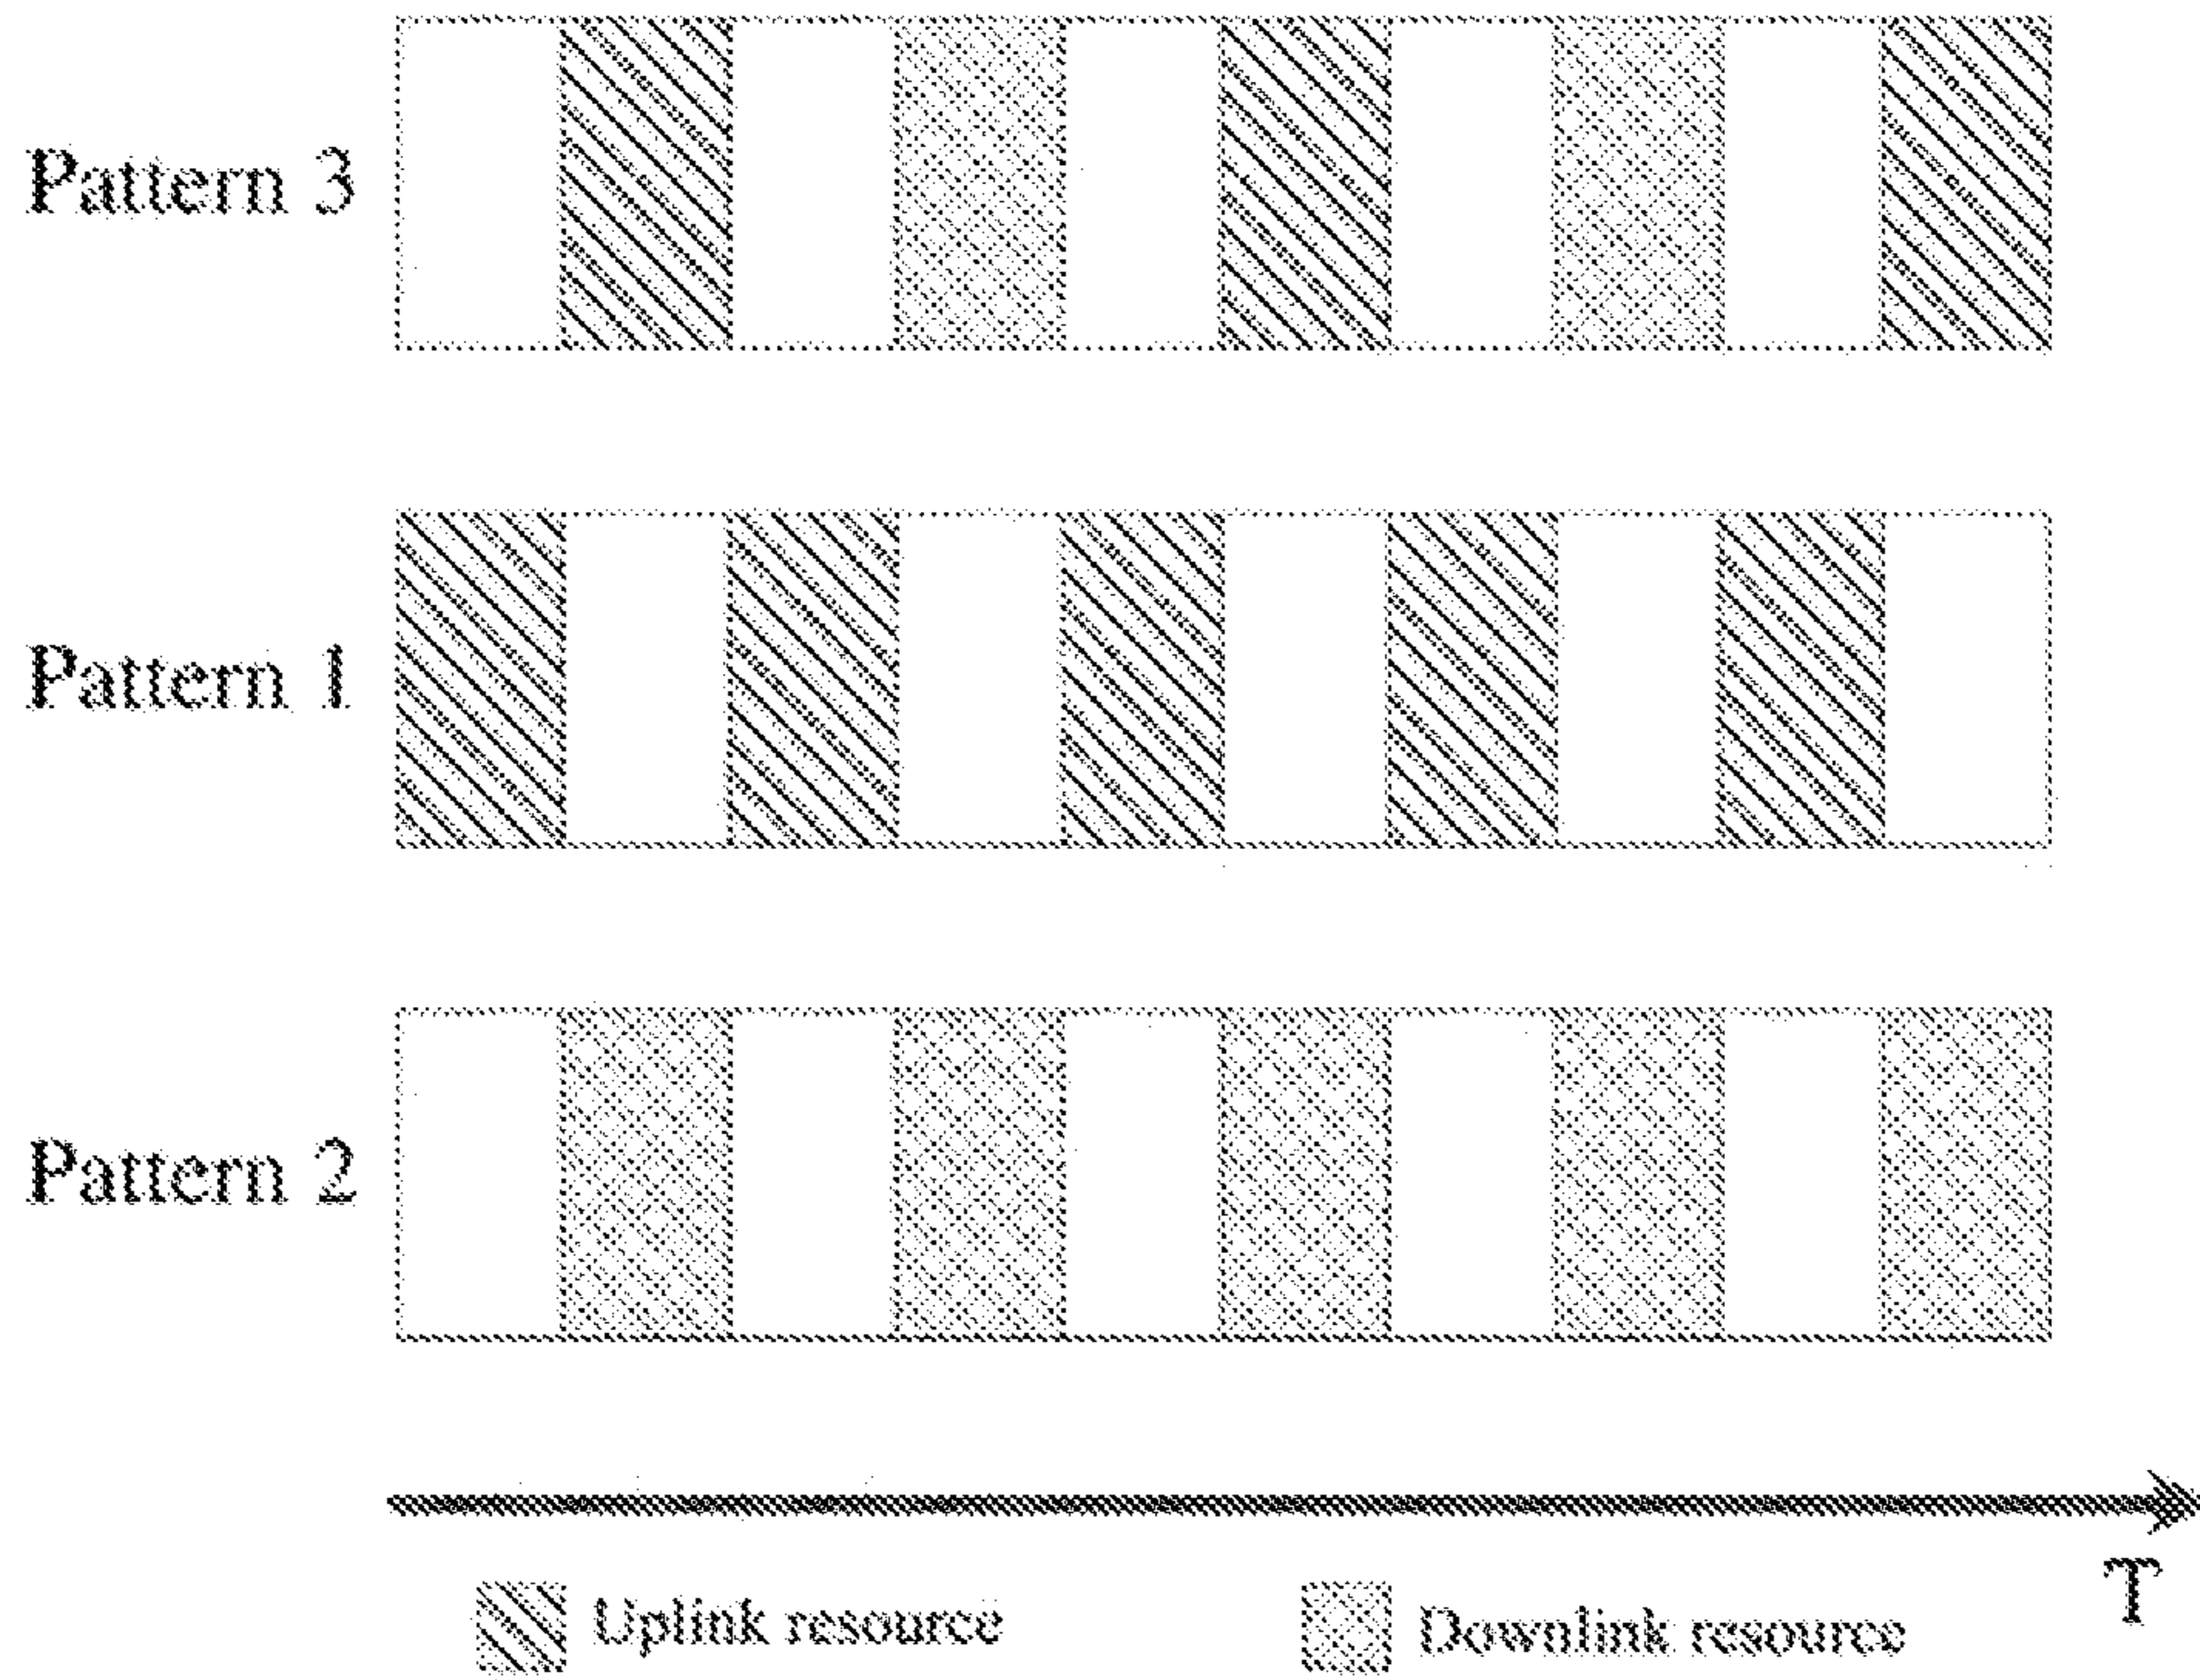 Pattern 3
Pattern 1
Pattern 2
T
Uplink resource
Downlink resource